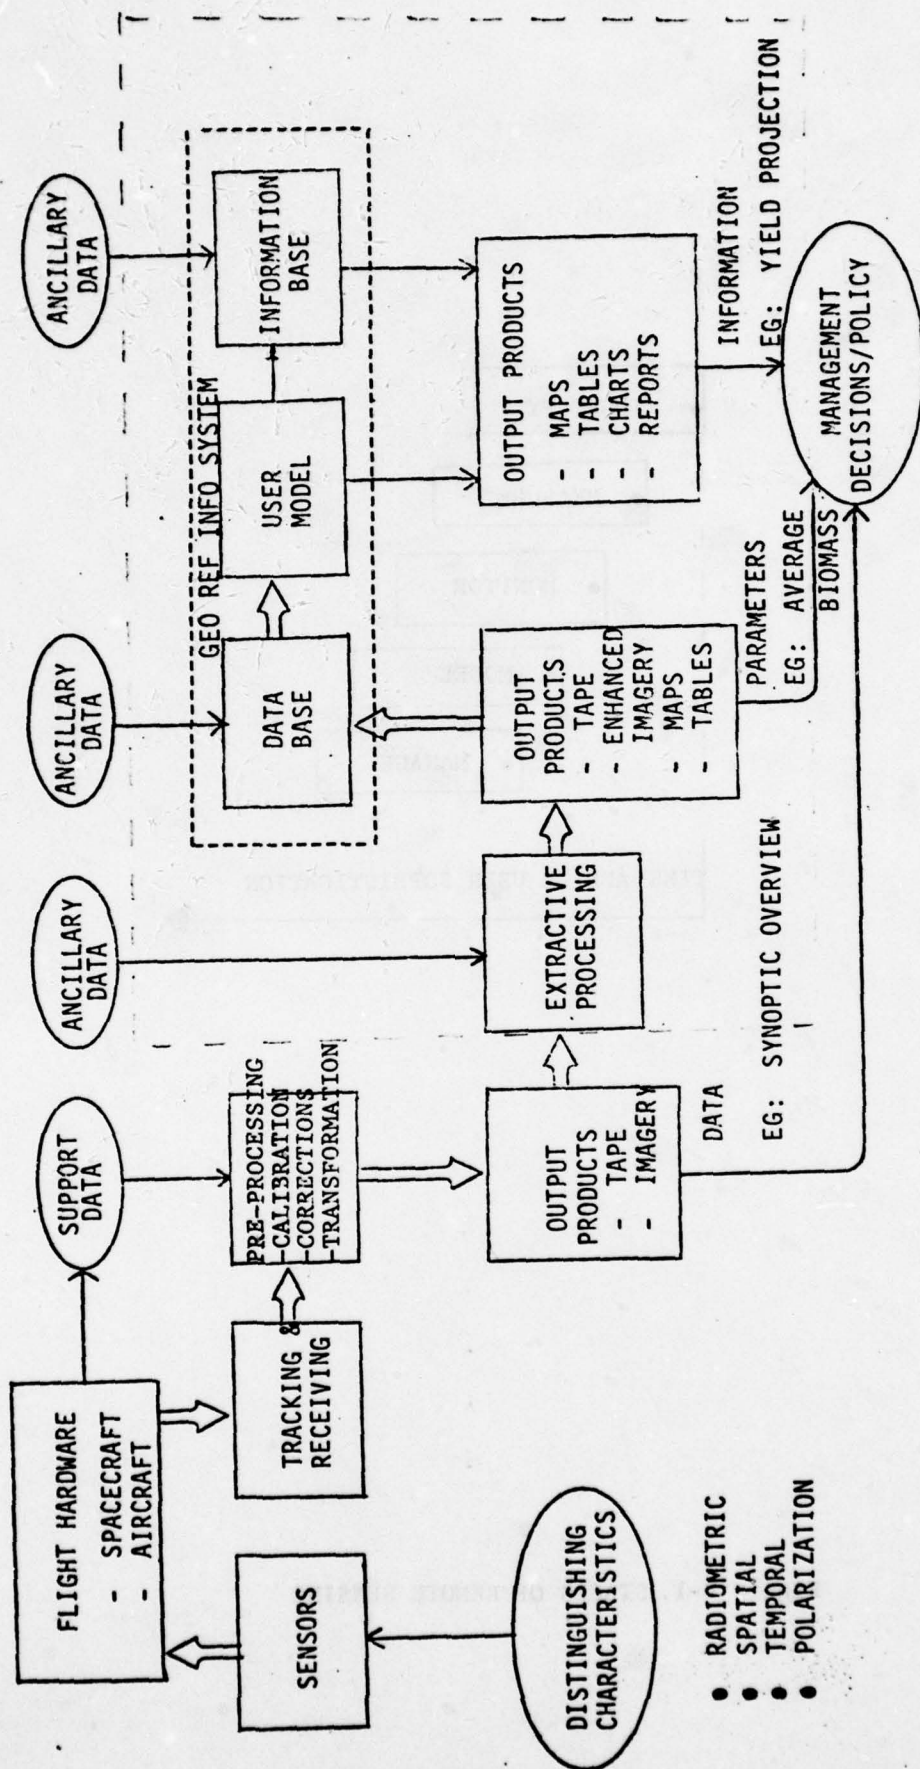 FLIGHT HARDWARE
- SPACECRAFT
- AIRCRAFT
SUPPORT
DATA
ANCILLARY
DATA
ANCILLARY
DATA
ANCILLARY
DATA
SENSORS
TRACKING &
RECEIVING
PRE-PROCESSING
-CALIBRATION
-CORRECTIONS
-TRANSFORMATION
GEO REF INFO SYSTEM
DATA
BASE
USER
MODEL
INFORMATION
BASE
DISTINGUISHING
CHARACTERISTICS
● RADIOMETRIC
● SPATIAL
● TEMPORAL
● POLARIZATION
OUTPUT
PRODUCTS
- TAPE
- IMAGERY
EXTRACTIVE
PROCESSING
OUTPUT
PRODUCTS
- TAPE
- ENHANCED
IMAGERY
- MAPS
- TABLES
OUTPUT PRODUCTS
- MAPS
- TABLES
- CHARTS
- REPORTS
DATA
EG: SYNOPTIC OVERVIEW
PARAMETERS
EG: AVERAGE
BIOMASS
INFORMATION
EG: YIELD PROJECTION
MANAGEMENT
DECISIONS/POLICY